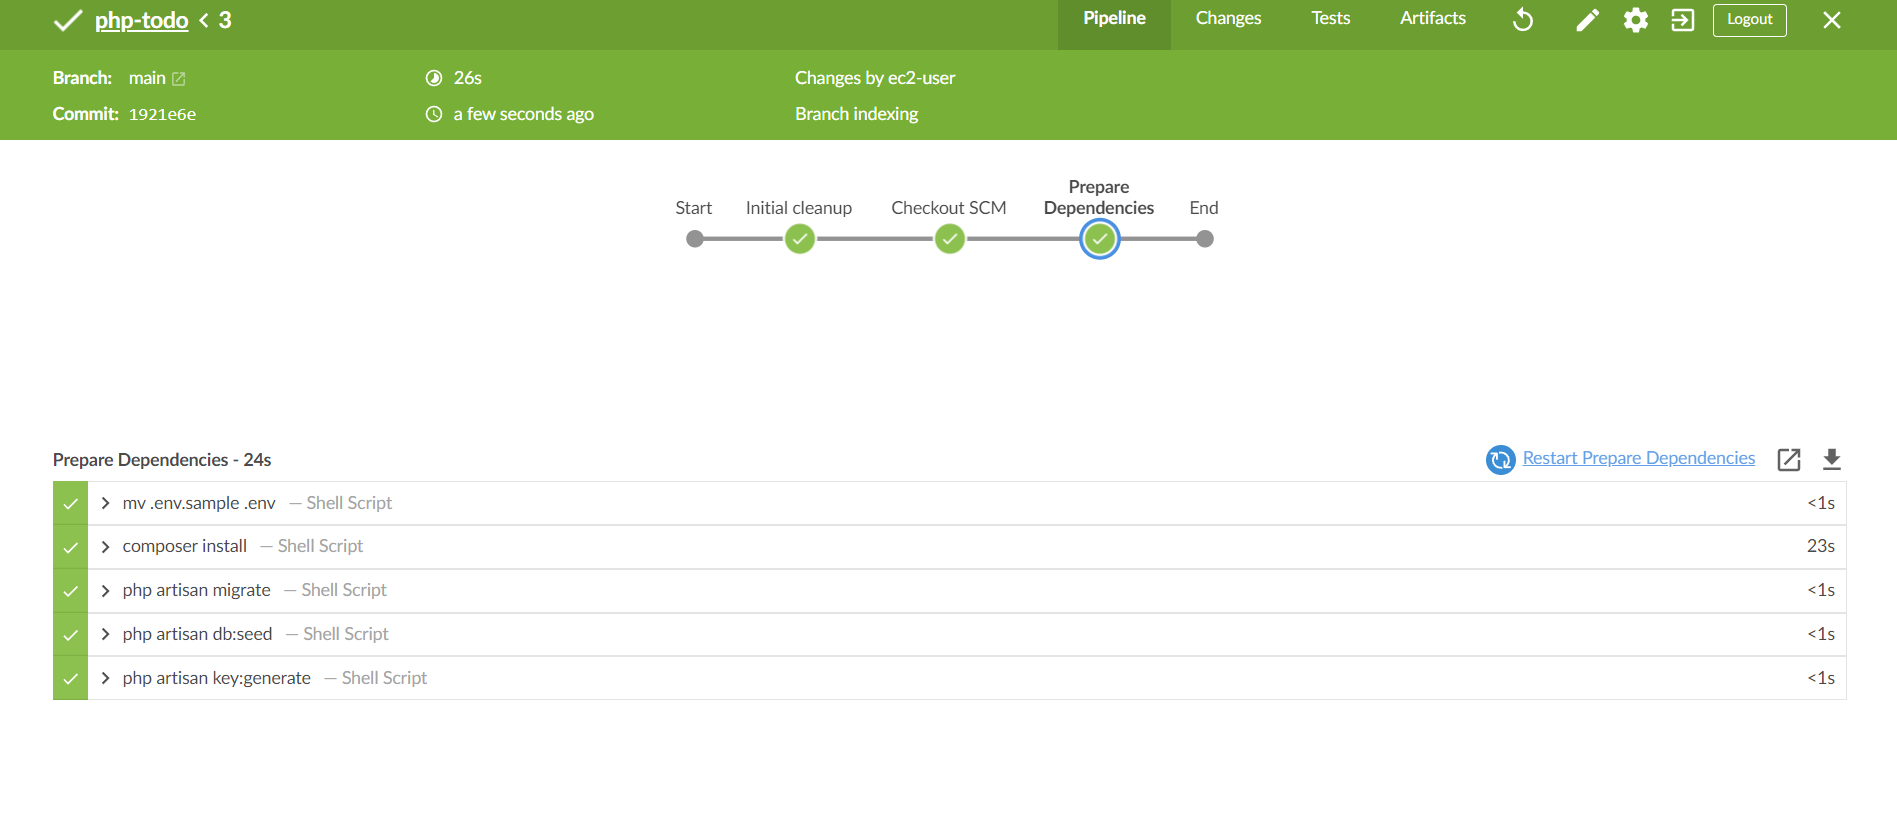 php-todo < 3
Pipeline
Changes
Tests
Artifacts
Logout
Branch: main
26s
Changes by ec2-user
Commit: 1921e6e
a few seconds ago
Branch indexing
Start
Initial cleanup
Checkout SCM
Prepare
Dependencies
End
Prepare Dependencies - 24s
Restart Prepare Dependencies
mv .env.sample .env — Shell Script <1s
composer install — Shell Script 23s
php artisan migrate — Shell Script <1s
php artisan db:seed — Shell Script <1s
php artisan key:generate — Shell Script <1s